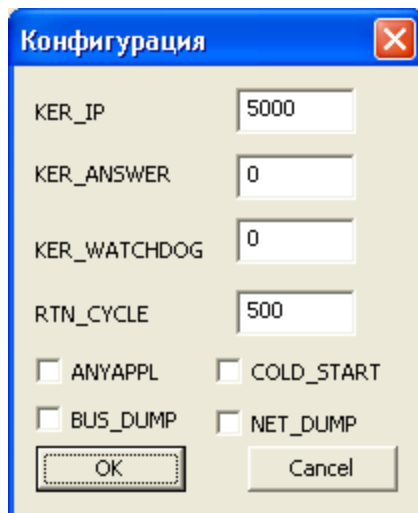 Конфигурация
KER_IP 5000
KER_ANSWER 0
KER_WATCHDOG 0
RTN_CYCLE 500
ANYAPPL COLD_START
BUS_DUMP NET_DUMP
OK Cancel